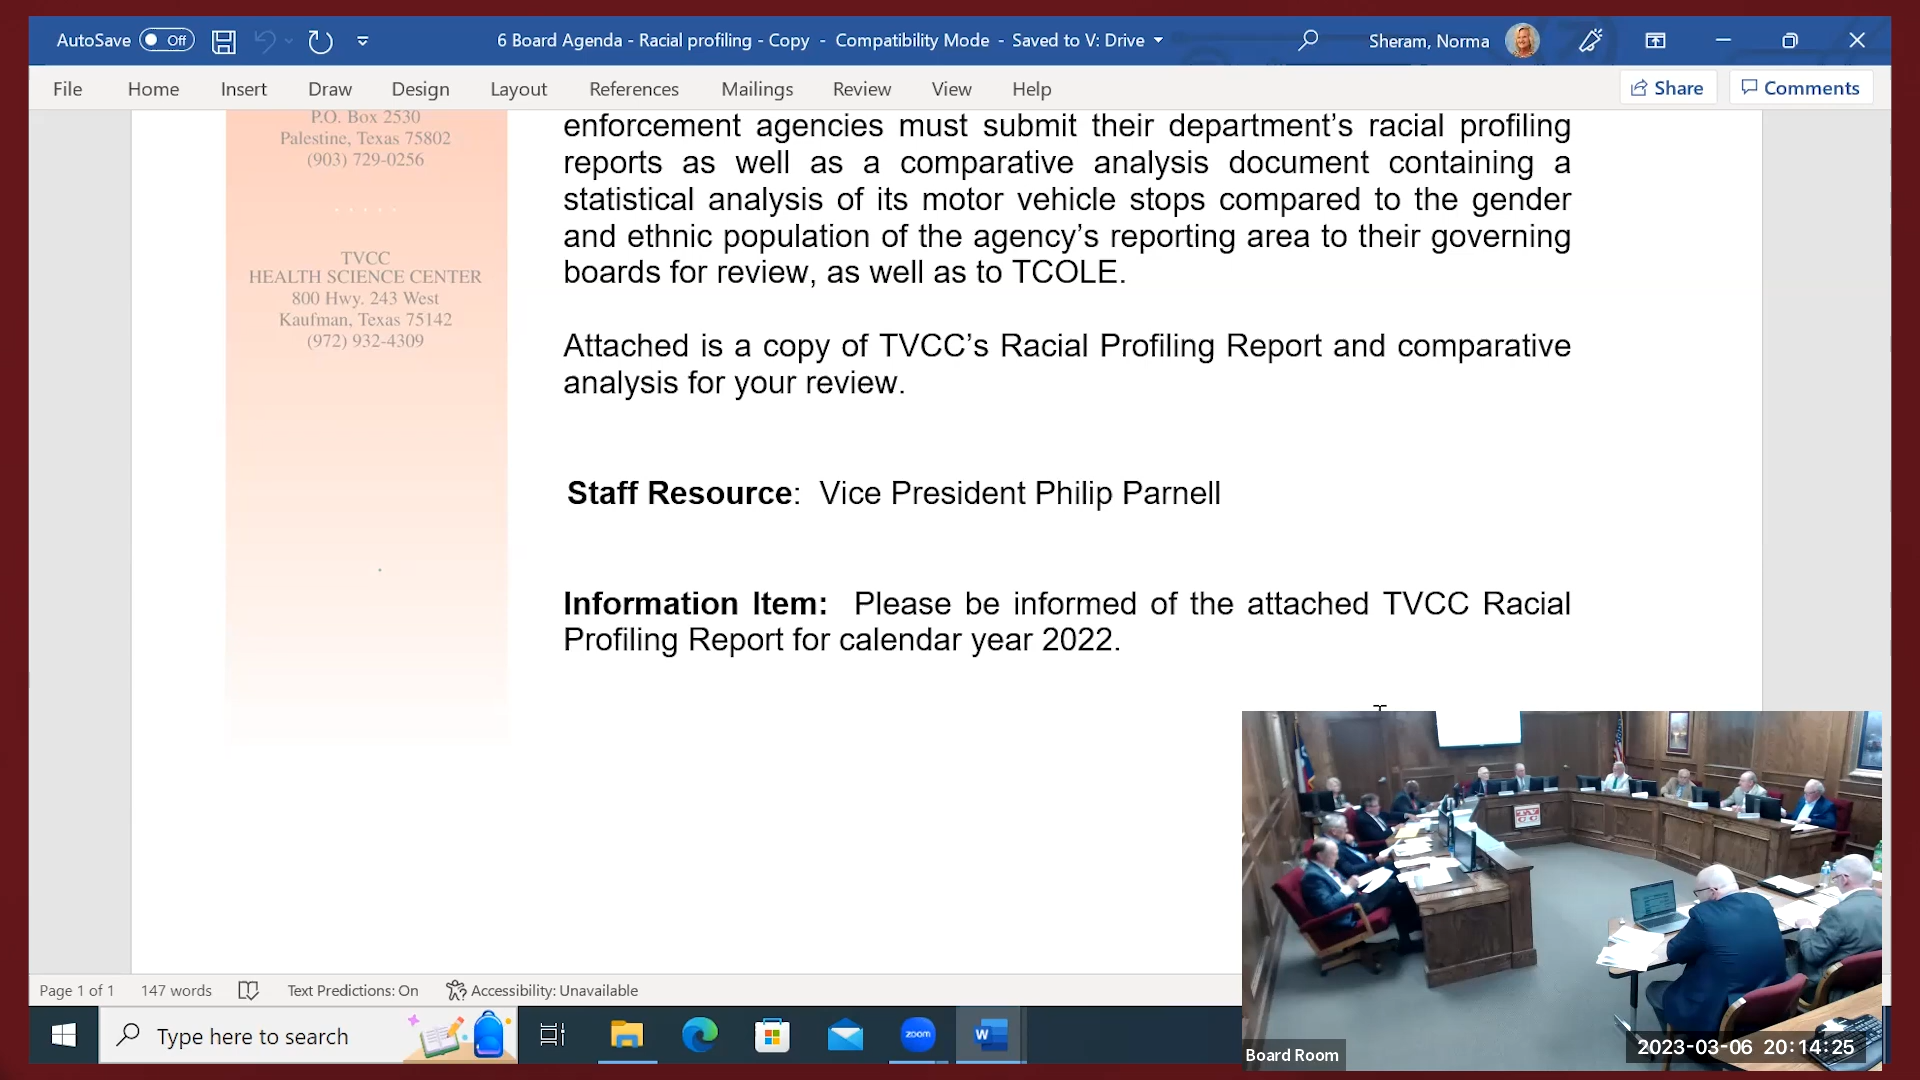 AutoSave Off
6 Board Agenda - Racial profiling - Copy - Compatibility Mode - Saved to V: Drive
Sheram, Norma
File Home Insert Draw Design Layout References Mailings Review View Help
Share Comments
P.O. Box 2530
Palestine, Texas 75802
(903) 729-0256
. . . . .
TVCC
HEALTH SCIENCE CENTER
800 Hwy. 243 West
Kaufman, Texas 75142
(972) 932-4309
enforcement agencies must submit their department’s racial profiling
reports as well as a comparative analysis document containing a
statistical analysis of its motor vehicle stops compared to the gender
and ethnic population of the agency’s reporting area to their governing
boards for review, as well as to TCOLE.
Attached is a copy of TVCC’s Racial Profiling Report and comparative
analysis for your review.
Staff Resource: Vice President Philip Parnell
Information Item: Please be informed of the attached TVCC Racial
Profiling Report for calendar year 2022.
TV
CC
Page 1 of 1 147 words Text Predictions: On Accessibility: Unavailable
Type here to search
zoom
W
Board Room
2023-03-06 20:14:25